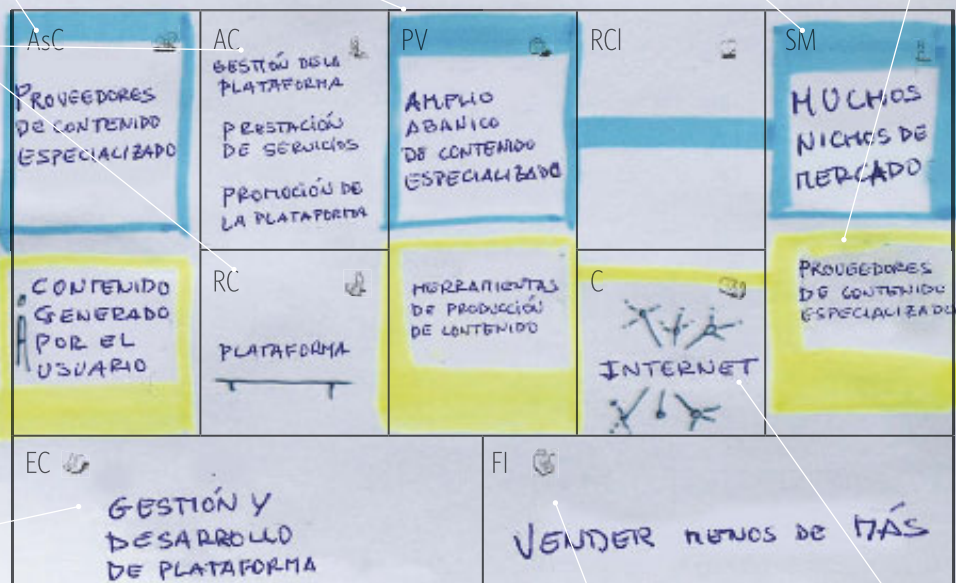 AsC
PROVEEDORES
DE CONTENIDO
ESPECIALIZADO
CONTENIDO
GENERADO
POR EL
USUARIO
AC
GESTIÓN DE LA
PLATAFORMA
PRESTACIÓN
DE SERVICIOS
PROMOCIÓN DE
LA PLATAFORMA
RC
PLATAFORMA
PV
AMPLIO
ABANICO
DE CONTENIDO
ESPECIALIZADO
HERRAMIENTAS
DE PRODUCCIÓN
DE CONTENIDO
RCl
C
INTERNET
SM
MUCHOS
NICHOS DE
MERCADO
PROVEEDORES
DE CONTENIDO
ESPECIALIZADO
EC
GESTIÓN Y
DESARROLLO
DE PLATAFORMA
FI
VENDER MENOS DE MÁS